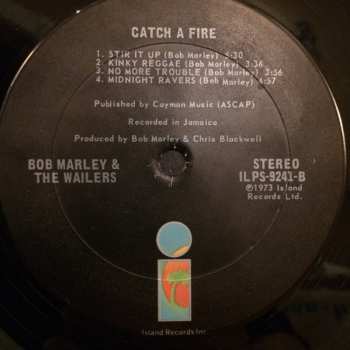 CATCH A FIRE
1. STIR IT UP (Bob Marley) 5:30
2. KINKY REGGAE (Bob Marley) 3:36
3. NO MORE TROUBLE (Bob Marley) 3:56
4. MIDNIGHT RAVERS (Bob Marley) 4:57
Published by Cayman Music (ASCAP)
Recorded in Jamaica
Produced by Bob Marley & Chris Blackwell
BOB MARLEY &
THE WAILERS
STEREO
ILPS-9241-B
℗1973 Island
Records Ltd.
Island Records Inc.